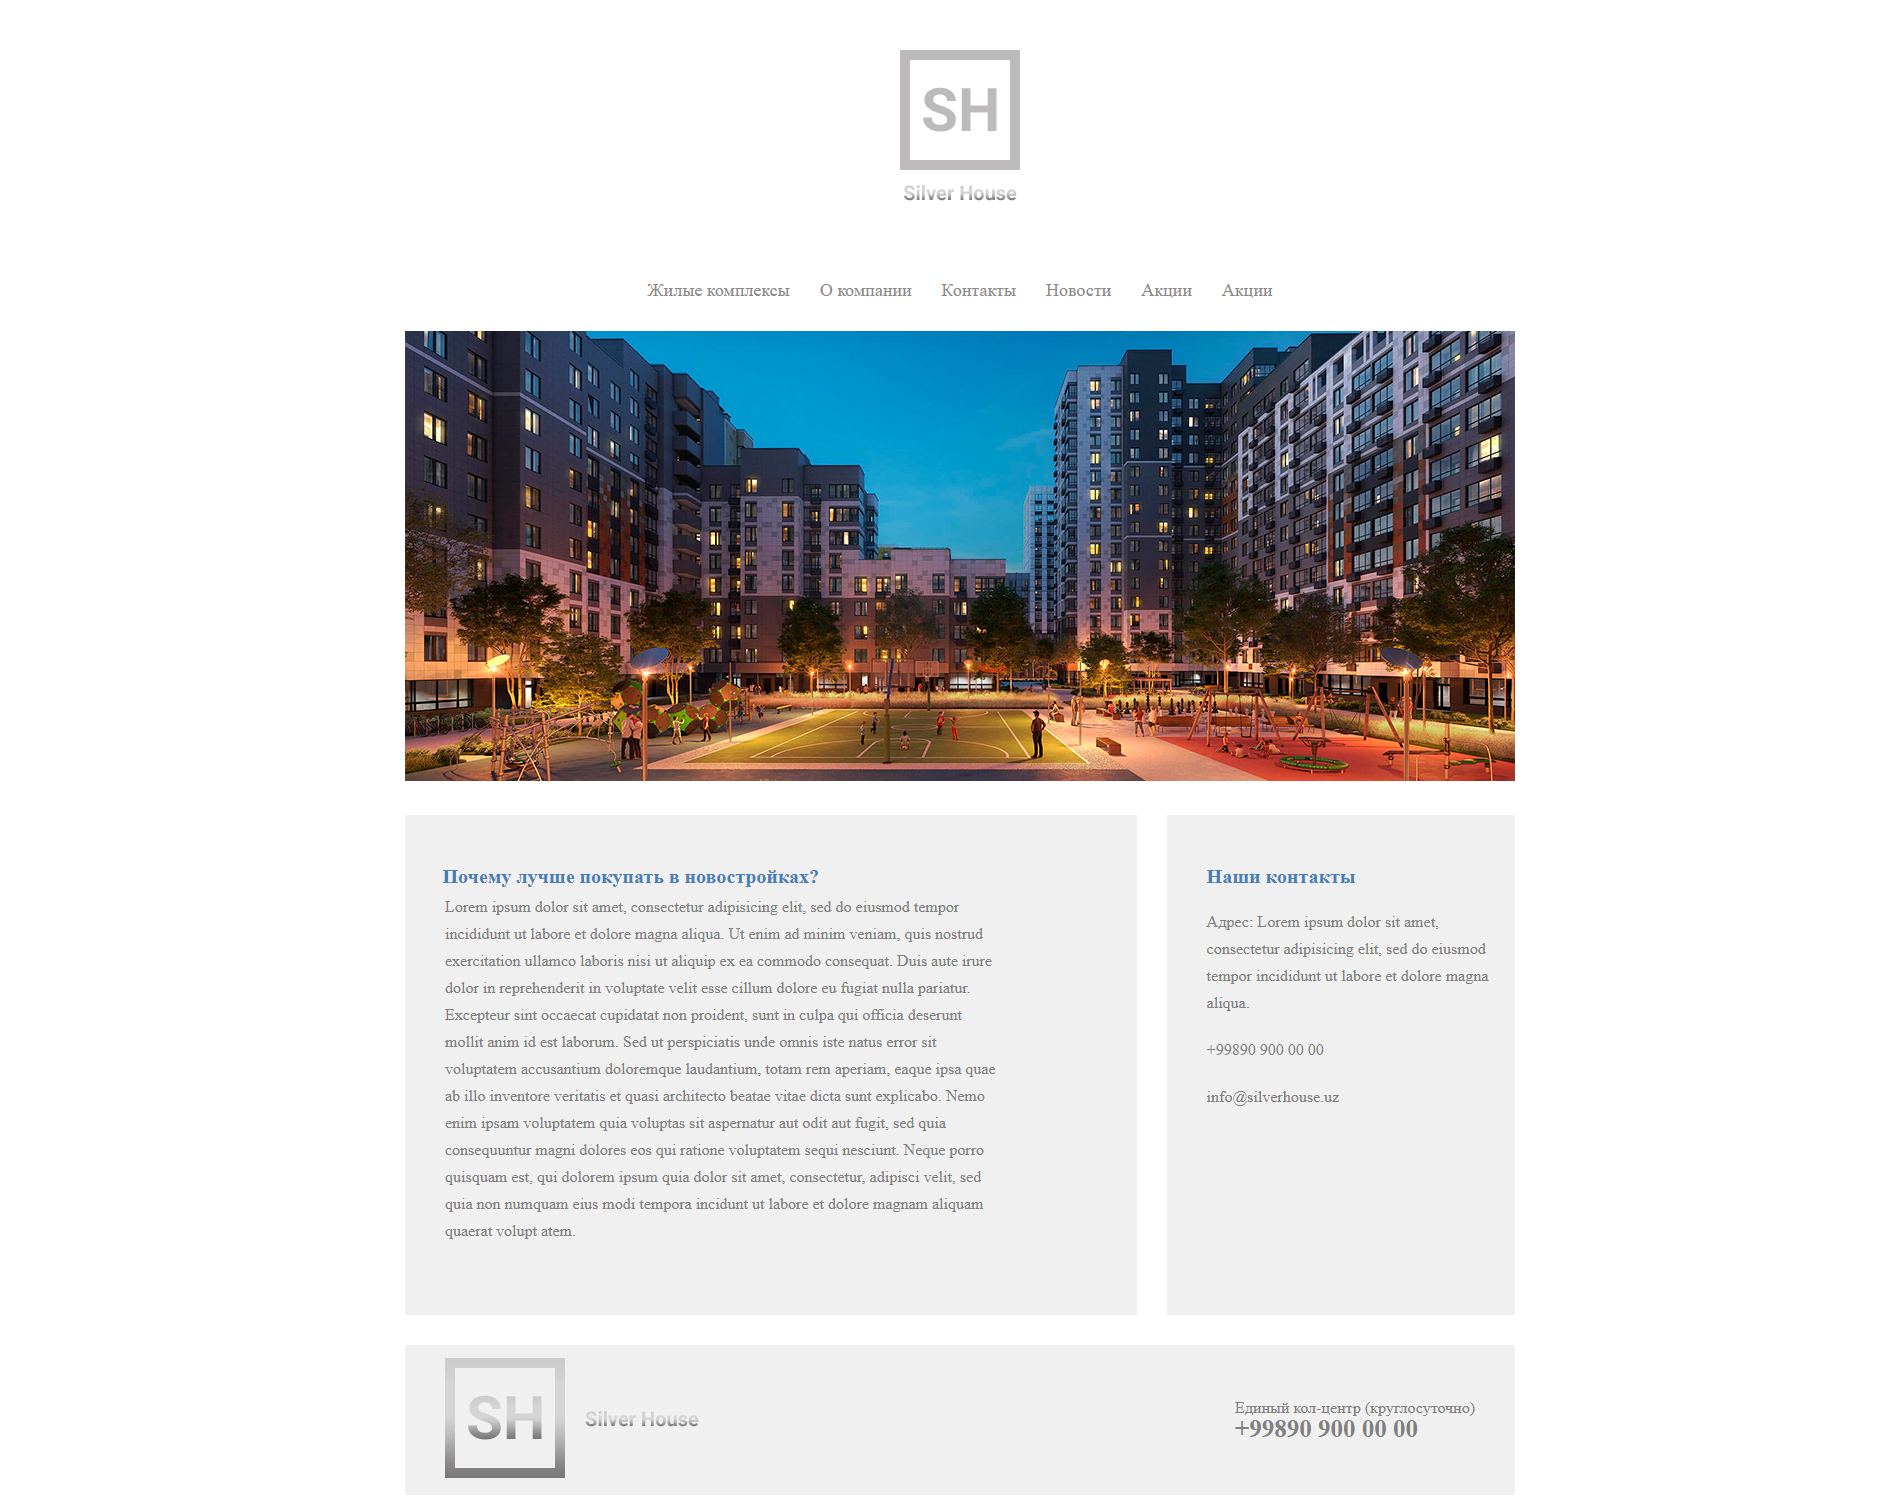 SH
Silver House
Жилые комплексы О компании Контакты Новости Акции Акции
Почему лучше покупать в новостройках?
Lorem ipsum dolor sit amet, consectetur adipisicing elit, sed do eiusmod tempor
incididunt ut labore et dolore magna aliqua. Ut enim ad minim veniam, quis nostrud
exercitation ullamco laboris nisi ut aliquip ex ea commodo consequat. Duis aute irure
dolor in reprehenderit in voluptate velit esse cillum dolore eu fugiat nulla pariatur.
Excepteur sint occaecat cupidatat non proident, sunt in culpa qui officia deserunt
mollit anim id est laborum. Sed ut perspiciatis unde omnis iste natus error sit
voluptatem accusantium doloremque laudantium, totam rem aperiam, eaque ipsa quae
ab illo inventore veritatis et quasi architecto beatae vitae dicta sunt explicabo. Nemo
enim ipsam voluptatem quia voluptas sit aspernatur aut odit aut fugit, sed quia
consequuntur magni dolores eos qui ratione voluptatem sequi nesciunt. Neque porro
quisquam est, qui dolorem ipsum quia dolor sit amet, consectetur, adipisci velit, sed
quia non numquam eius modi tempora incidunt ut labore et dolore magnam aliquam
quaerat volupt atem.
Наши контакты
Адрес: Lorem ipsum dolor sit amet,
consectetur adipisicing elit, sed do eiusmod
tempor incididunt ut labore et dolore magna
aliqua.
+99890 900 00 00
info@silverhouse.uz
SH
Silver House
Единый кол-центр (круглосуточно)
+99890 900 00 00